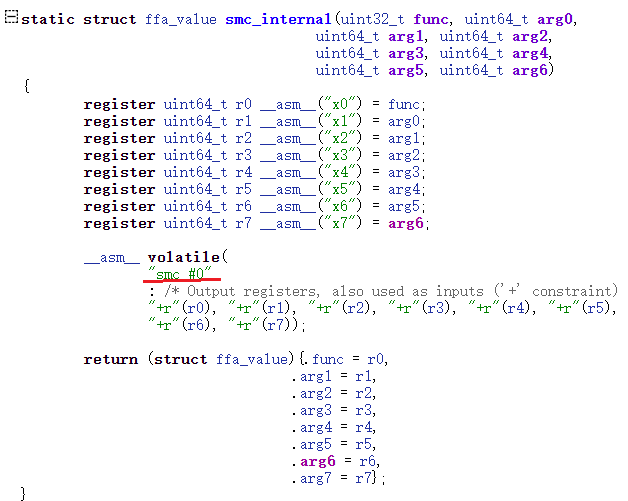 static struct ffa_value smc_internal(uint32_t func, uint64_t arg0,
uint64_t arg1, uint64_t arg2,
uint64_t arg3, uint64_t arg4,
uint64_t arg5, uint64_t arg6)
{
register uint64_t r0 __asm__("x0") = func;
register uint64_t r1 __asm__("x1") = arg0;
register uint64_t r2 __asm__("x2") = arg1;
register uint64_t r3 __asm__("x3") = arg2;
register uint64_t r4 __asm__("x4") = arg3;
register uint64_t r5 __asm__("x5") = arg4;
register uint64_t r6 __asm__("x6") = arg5;
register uint64_t r7 __asm__("x7") = arg6;
__asm__ volatile(
"smc #0"
: /* Output registers, also used as inputs ('+' constraint)
"+r"(r0), "+r"(r1), "+r"(r2), "+r"(r3), "+r"(r4), "+r"(r5),
"+r"(r6), "+r"(r7));
return (struct ffa_value){.func = r0,
.arg1 = r1,
.arg2 = r2,
.arg3 = r3,
.arg4 = r4,
.arg5 = r5,
.arg6 = r6,
.arg7 = r7};
}